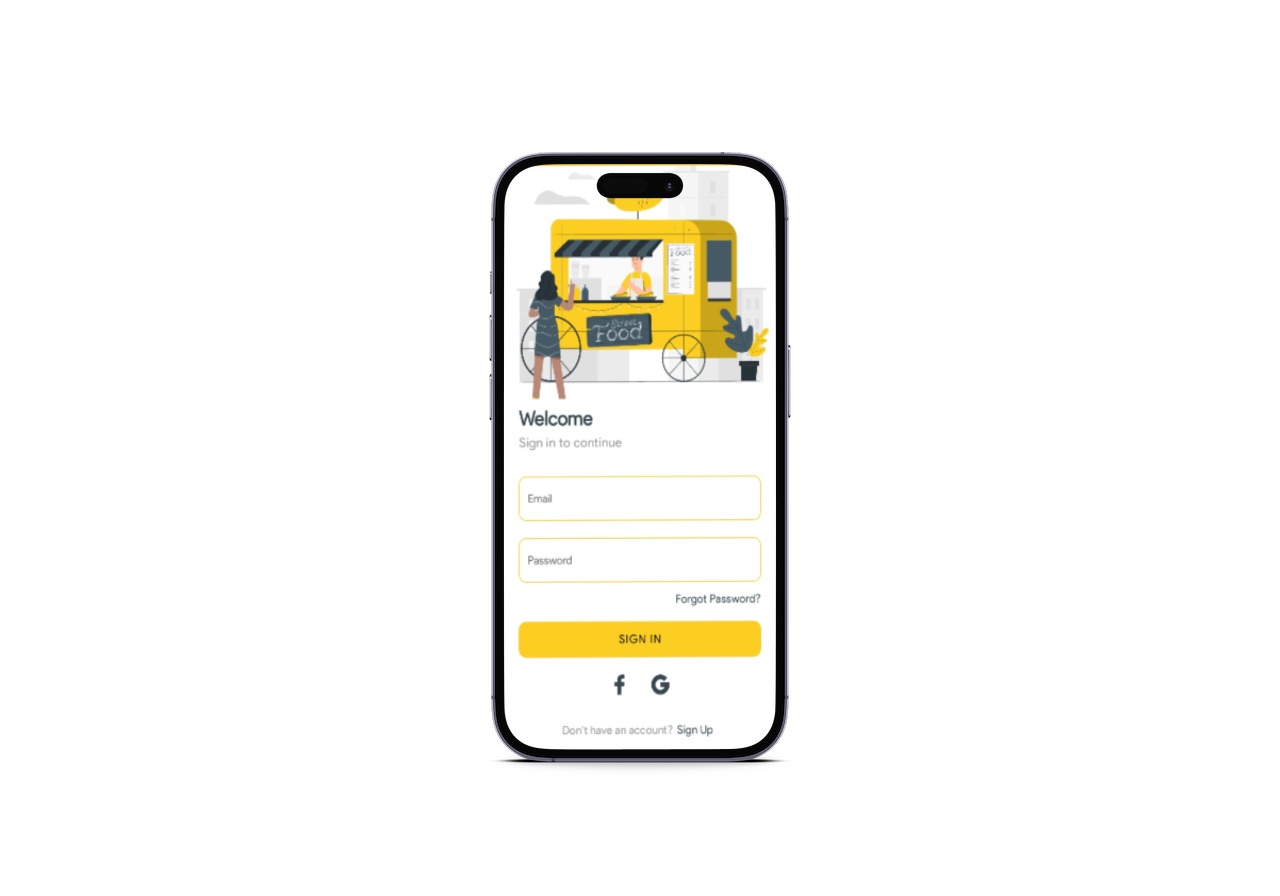 FOOD
Street
Food
Welcome
Sign in to continue
Email
Password
Forgot Password?
SIGN IN
Don't have an account? Sign Up